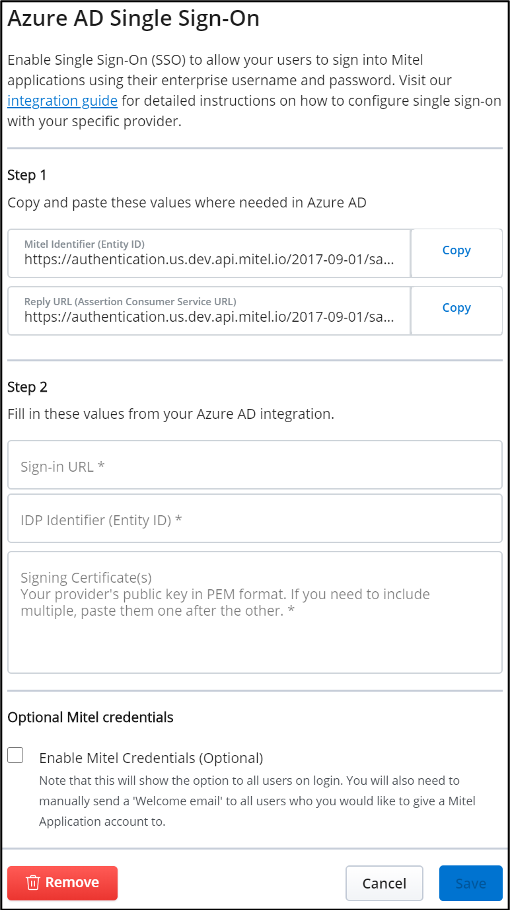 Azure AD Single Sign-On
Enable Single Sign-On (SSO) to allow your users to sign into Mitel
applications using their enterprise username and password. Visit our
integration guide for detailed instructions on how to configure single sign-on
with your specific provider.
Step 1
Copy and paste these values where needed in Azure AD
Mitel Identifier (Entity ID)
https://authentication.us.dev.api.mitel.io/2017-09-01/sa...
Copy
Reply URL (Assertion Consumer Service URL)
https://authentication.us.dev.api.mitel.io/2017-09-01/sa...
Copy
Step 2
Fill in these values from your Azure AD integration.
Sign-in URL *
IDP Identifier (Entity ID) *
Signing Certificate(s)
Your provider's public key in PEM format. If you need to include
multiple, paste them one after the other. *
Optional Mitel credentials
Enable Mitel Credentials (Optional)
Note that this will show the option to all users on login. You will also need to
manually send a 'Welcome email' to all users who you would like to give a Mitel
Application account to.
Remove
Cancel
Save